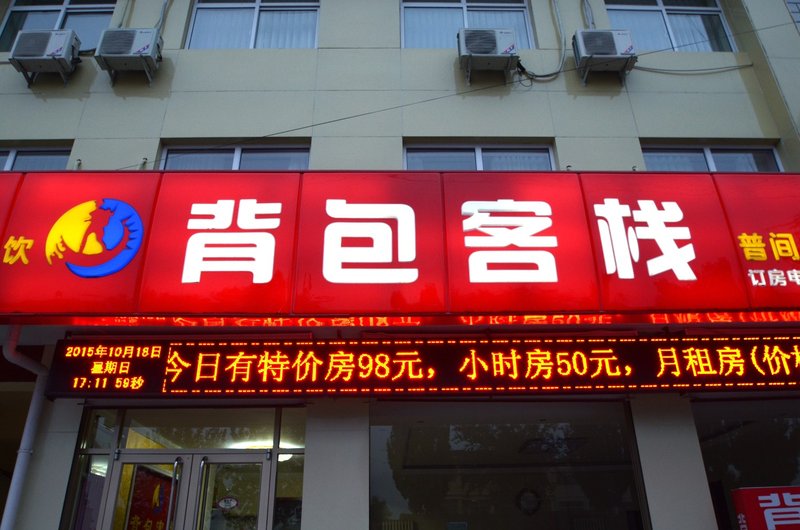 饮
背包客栈
普间
订房电
2015年10月18日
星期日
17:11 59秒
今日有特价房98元，小时房50元，月租房(价格
背